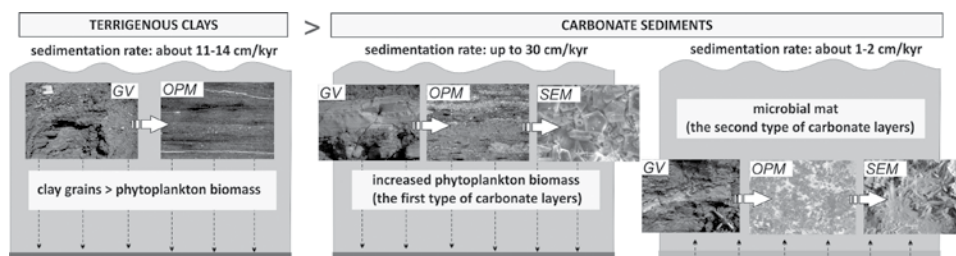 TERRIGENOUS CLAYS
>
CARBONATE SEDIMENTS
sedimentation rate: about 11-14 cm/kyr
sedimentation rate: up to 30 cm/kyr
sedimentation rate: about 1-2 cm/kyr
GV
OPM
clay grains > phytoplankton biomass
GV
OPM
SEM
increased phytoplankton biomass
(the first type of carbonate layers)
microbial mat
(the second type of carbonate layers)
GV
OPM
SEM